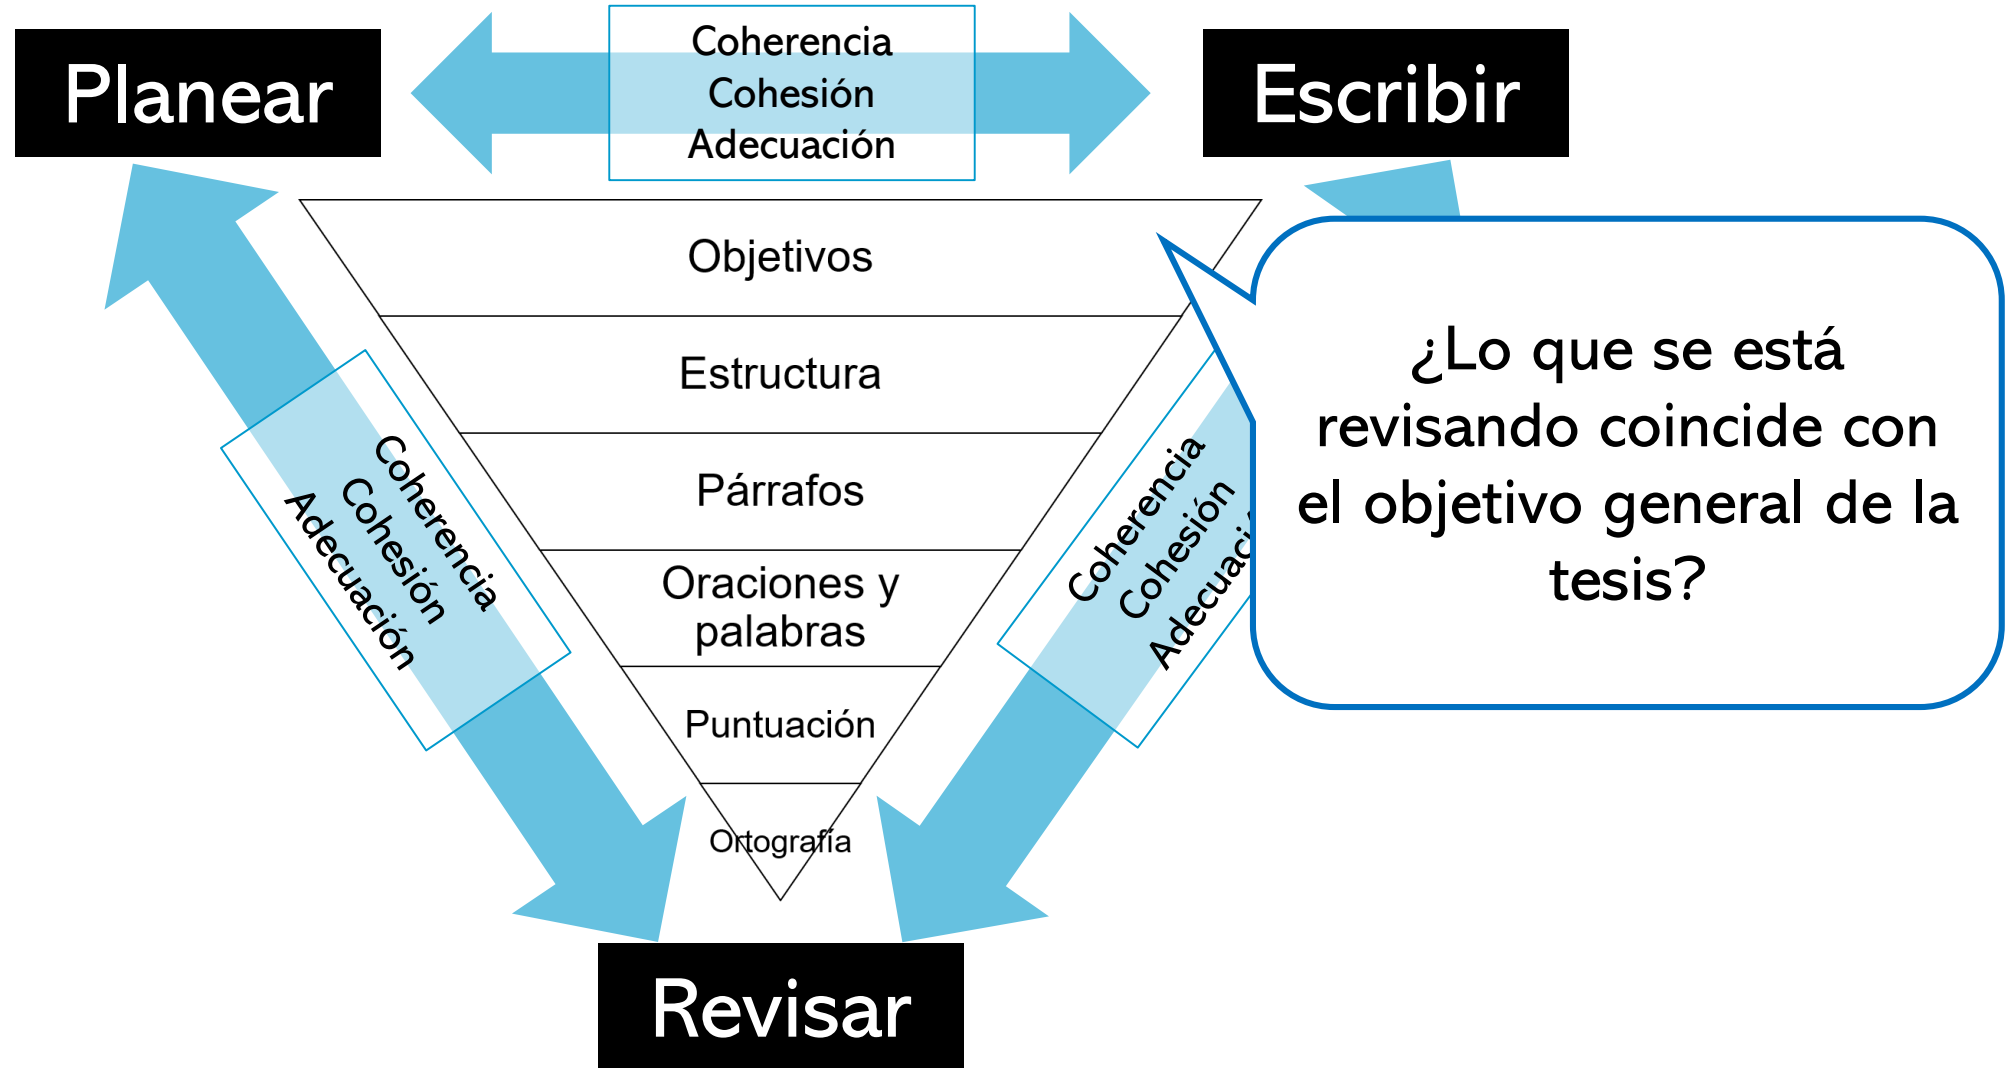 Planear
Coherencia
Cohesión
Adecuación
Escribir
Objetivos
Estructura
Párrafos
Oraciones y
palabras
Puntuación
Ortografía
Coherencia
Cohesión
Adecuación
Coherencia
Cohesión
¿Lo que se está
revisando coincide con
el objetivo general de la
tesis?
Revisar